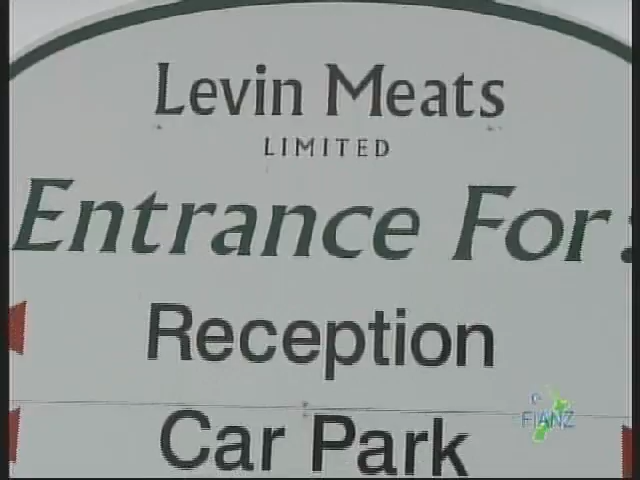 Levin Meats
LIMITED
Entrance For:
Reception
Car Park
FIANZ